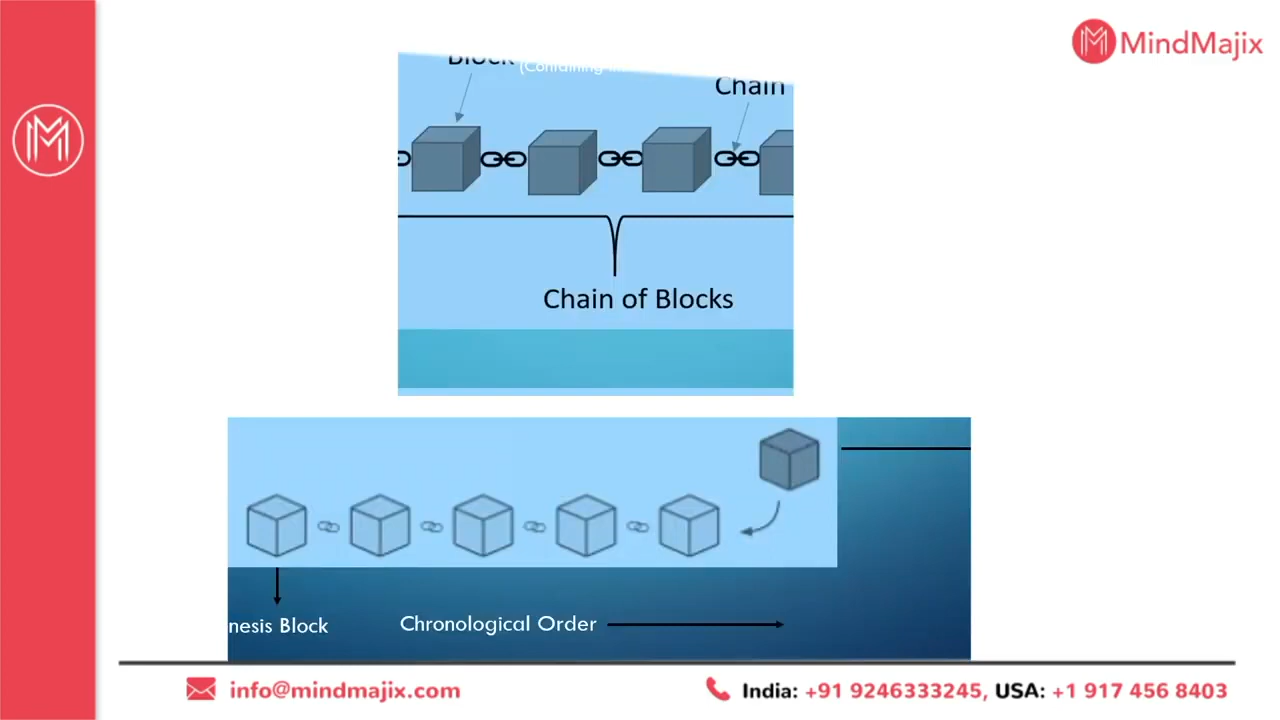 MindMajix
Block
(Containing
Chain
Chain of Blocks
nesis Block
Chronological Order
info@mindmajix.com
India: +91 9246333245, USA: +1 917 456 8403